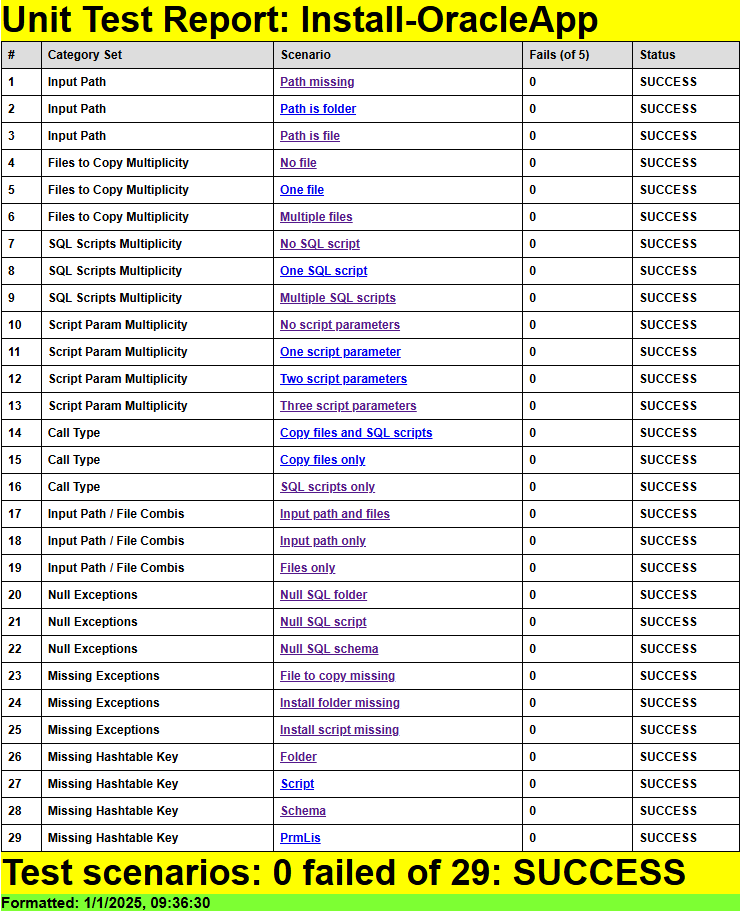 Unit Test Report: Install-OracleApp
# Category Set Scenario Fails (of 5) Status
1 Input Path Path missing 0 SUCCESS
2 Input Path Path is folder 0 SUCCESS
3 Input Path Path is file 0 SUCCESS
4 Files to Copy Multiplicity No file 0 SUCCESS
5 Files to Copy Multiplicity One file 0 SUCCESS
6 Files to Copy Multiplicity Multiple files 0 SUCCESS
7 SQL Scripts Multiplicity No SQL script 0 SUCCESS
8 SQL Scripts Multiplicity One SQL script 0 SUCCESS
9 SQL Scripts Multiplicity Multiple SQL scripts 0 SUCCESS
10 Script Param Multiplicity No script parameters 0 SUCCESS
11 Script Param Multiplicity One script parameter 0 SUCCESS
12 Script Param Multiplicity Two script parameters 0 SUCCESS
13 Script Param Multiplicity Three script parameters 0 SUCCESS
14 Call Type Copy files and SQL scripts 0 SUCCESS
15 Call Type Copy files only 0 SUCCESS
16 Call Type SQL scripts only 0 SUCCESS
17 Input Path / File Combis Input path and files 0 SUCCESS
18 Input Path / File Combis Input path only 0 SUCCESS
19 Input Path / File Combis Files only 0 SUCCESS
20 Null Exceptions Null SQL folder 0 SUCCESS
21 Null Exceptions Null SQL script 0 SUCCESS
22 Null Exceptions Null SQL schema 0 SUCCESS
23 Missing Exceptions File to copy missing 0 SUCCESS
24 Missing Exceptions Install folder missing 0 SUCCESS
25 Missing Exceptions Install script missing 0 SUCCESS
26 Missing Hashtable Key Folder 0 SUCCESS
27 Missing Hashtable Key Script 0 SUCCESS
28 Missing Hashtable Key Schema 0 SUCCESS
29 Missing Hashtable Key PrmLis 0 SUCCESS
Test scenarios: 0 failed of 29: SUCCESS
Formatted: 1/1/2025, 09:36:30